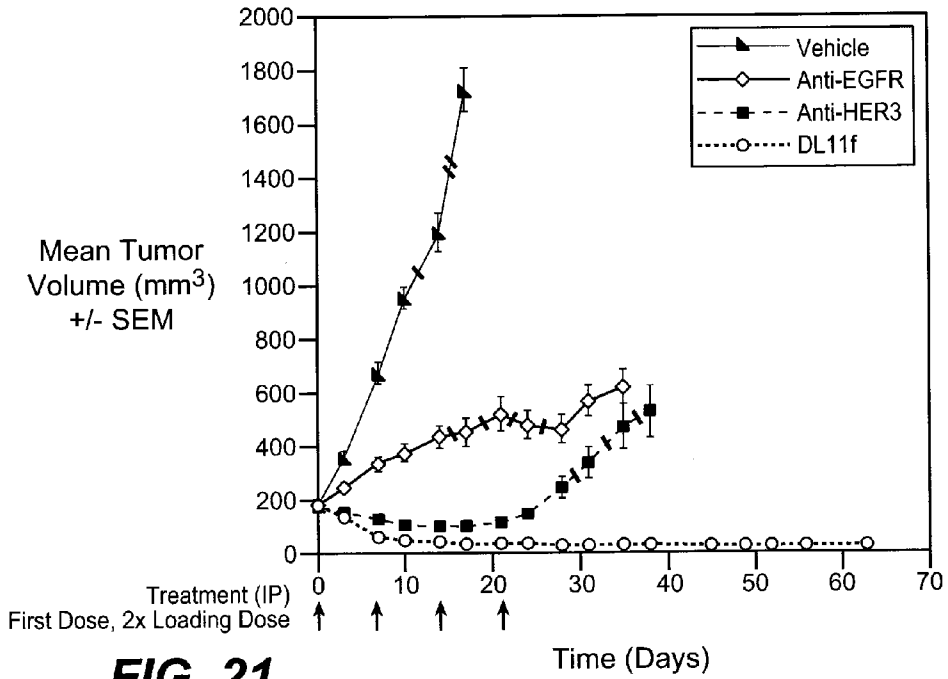 2000
1800
1600
1400
1200
1000
800
600
400
200
0
Mean Tumor
Volume (mm3)
+/- SEM
Vehicle
Anti-EGFR
Anti-HER3
DL11f
0 10 20 30 40 50 60 70
Treatment (IP)
First Dose, 2x Loading Dose
Time (Days)
FIG. 21